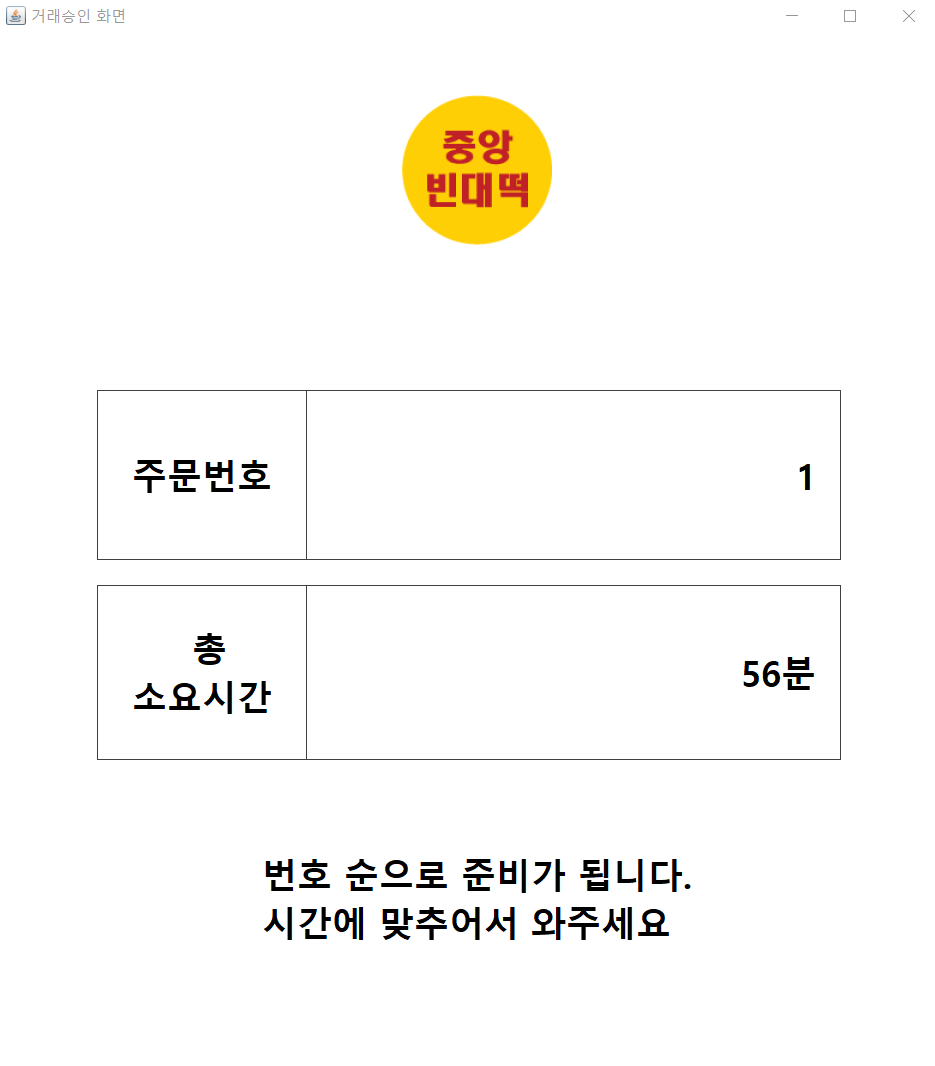 거래승인 화면
중앙
빈대떡
주문번호
1
총
소요시간
56분
번호 순으로 준비가 됩니다.
시간에 맞추어서 와주세요